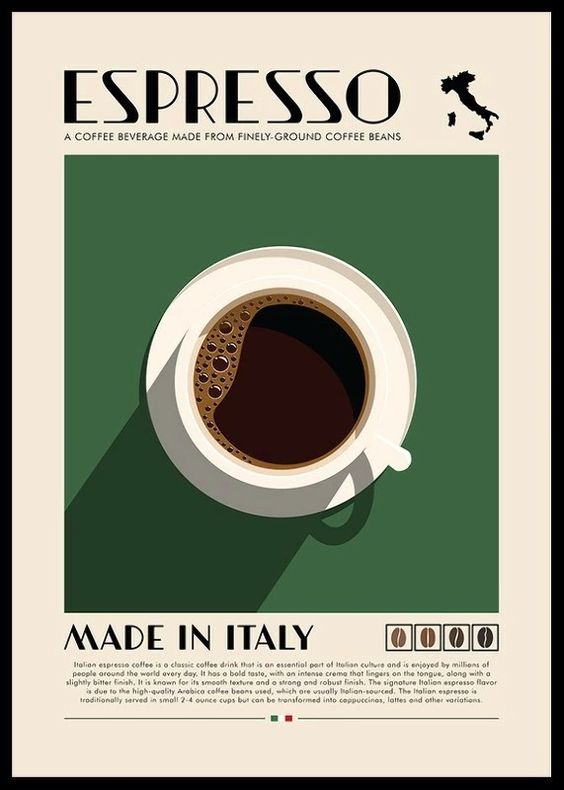 ESPRESSO
A COFFEE BEVERAGE MADE FROM FINELY-GROUND COFFEE BEANS
MADE IN ITALY
Italian espresso coffee is a classic coffee drink that is an essential part of Italian culture and is enjoyed by millions of
people around the world every day. It has a bold taste, with an intense crema that lingers on the tongue, along with a
slightly bitter finish. It is known for its smooth texture and a strong and robust finish. The signature Italian espresso flavor
is due to the high-quality Arabica coffee beans used, which are usually Italian-sourced. The Italian espresso is
traditionally served in small 2-4 ounce cups but can be transformed into cappuccinos, lattes and other variations.